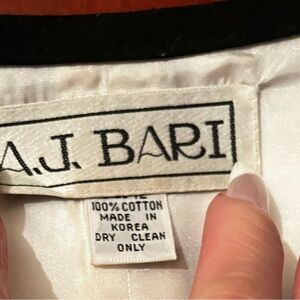 A.J. BARI
100% COTTON
MADE IN
KOREA
DRY CLEAN
ONLY